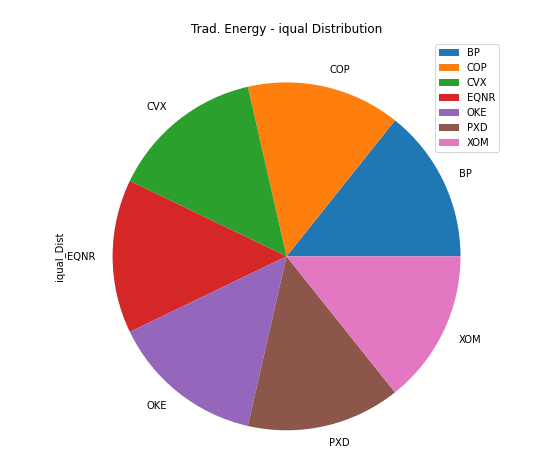 Trad. Energy - iqual Distribution
BP
COP
CVX
EQNR
OKE
PXD
XOM
COP
CVX
BP
iqual_Dist
EQNR
XOM
OKE
PXD